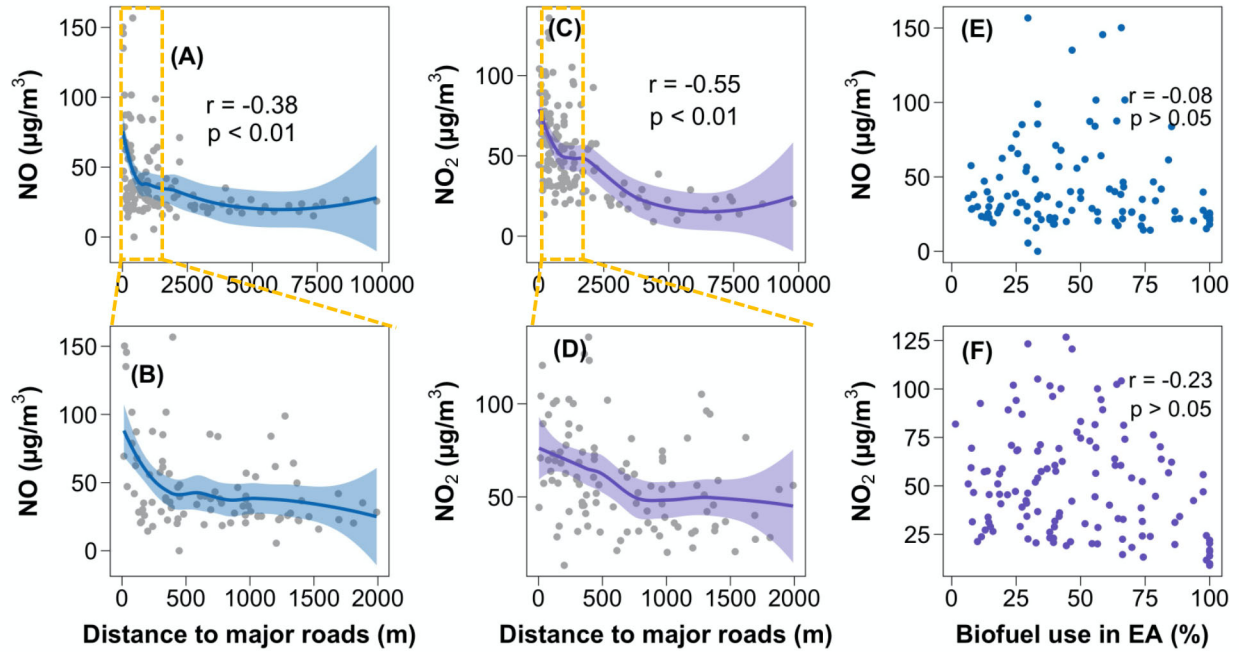 (A)
r = -0.38
p < 0.01
NO (µg/m³)
150
100
50
0
0 2500 5000 7500 10000
(C)
r = -0.55
p < 0.01
NO₂ (µg/m³)
100
50
0
0 2500 5000 7500 10000
(E)
r = -0.08
p > 0.05
NO (µg/m³)
150
100
50
0
0 25 50 75 100
(B)
NO (µg/m³)
150
100
50
0
0 500 1000 1500 2000
Distance to major roads (m)
(D)
NO₂ (µg/m³)
100
50
0 500 1000 1500 2000
Distance to major roads (m)
(F)
r = -0.23
p > 0.05
NO₂ (µg/m³)
125
100
75
50
25
0 25 50 75 100
Biofuel use in EA (%)